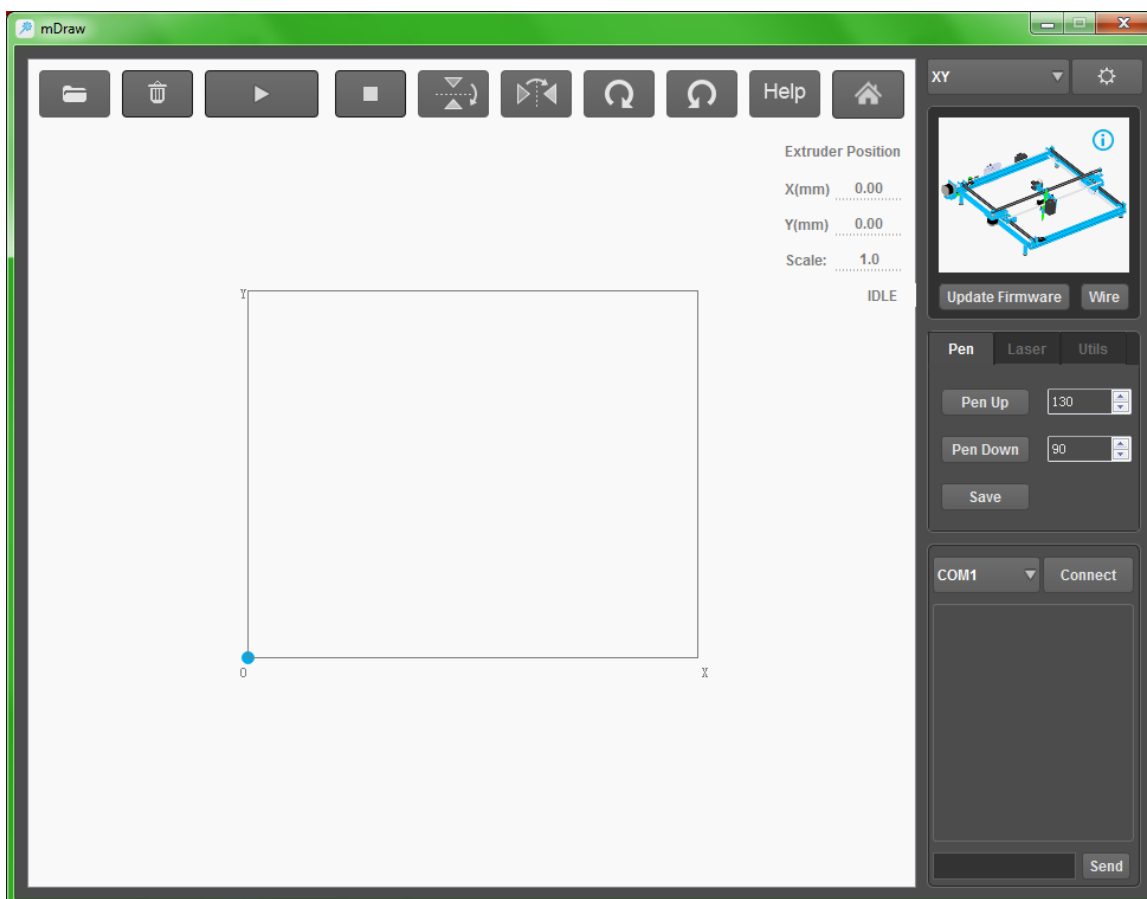 mDraw
Help
Extruder Position
X(mm) 0.00
Y(mm) 0.00
Scale: 1.0
IDLE
Y
O
X
XY
Update Firmware Wire
Pen Laser Utils
Pen Up 130
Pen Down 90
Save
COM1 Connect
Send